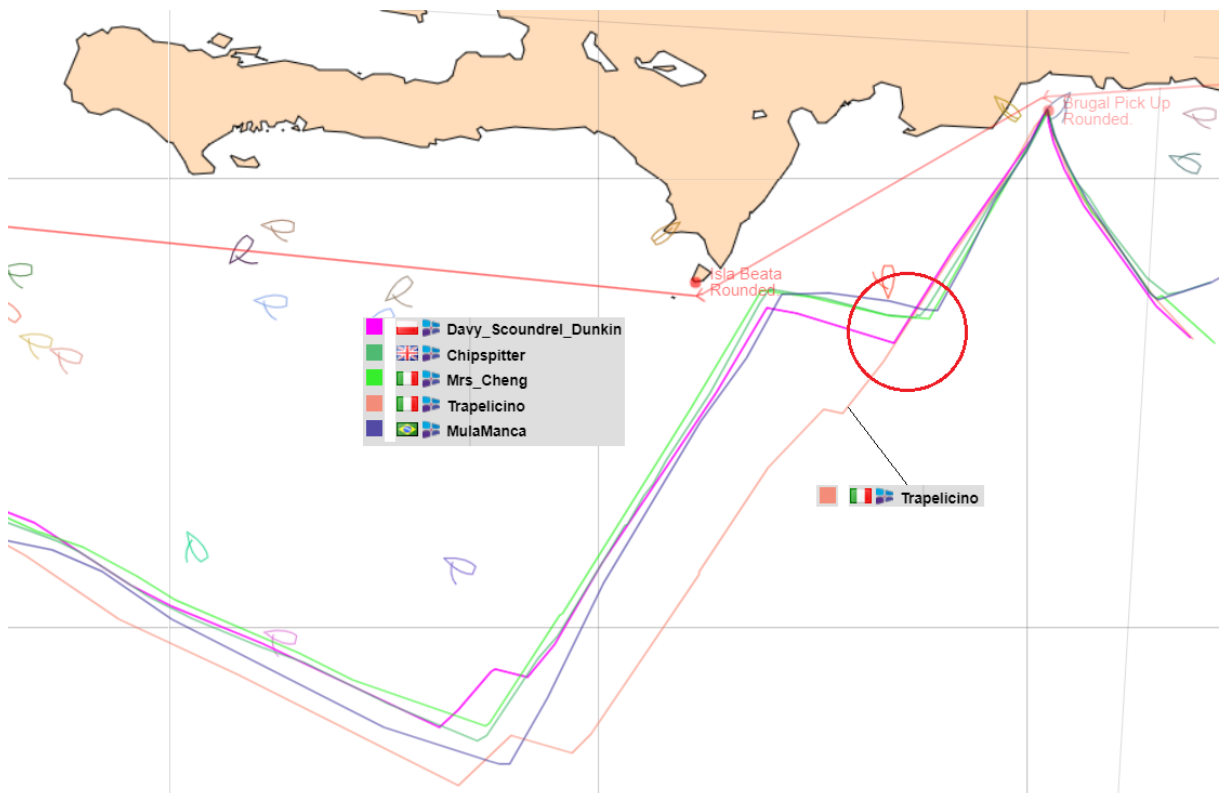 Brugal Pick Up
Rounded.
Isla Beata
Rounded.
Davy_Scoundrel_Dunkin
Chipspitter
Mrs_Cheng
Trapelicino
MulaManca
Trapelicino